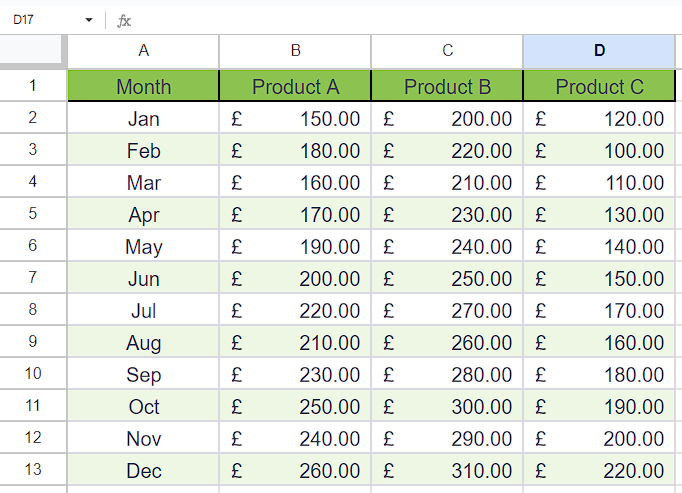 D17 fx
A B C D
1 Month Product A Product B Product C
2 Jan £ 150.00 £ 200.00 £ 120.00
3 Feb £ 180.00 £ 220.00 £ 100.00
4 Mar £ 160.00 £ 210.00 £ 110.00
5 Apr £ 170.00 £ 230.00 £ 130.00
6 May £ 190.00 £ 240.00 £ 140.00
7 Jun £ 200.00 £ 250.00 £ 150.00
8 Jul £ 220.00 £ 270.00 £ 170.00
9 Aug £ 210.00 £ 260.00 £ 160.00
10 Sep £ 230.00 £ 280.00 £ 180.00
11 Oct £ 250.00 £ 300.00 £ 190.00
12 Nov £ 240.00 £ 290.00 £ 200.00
13 Dec £ 260.00 £ 310.00 £ 220.00